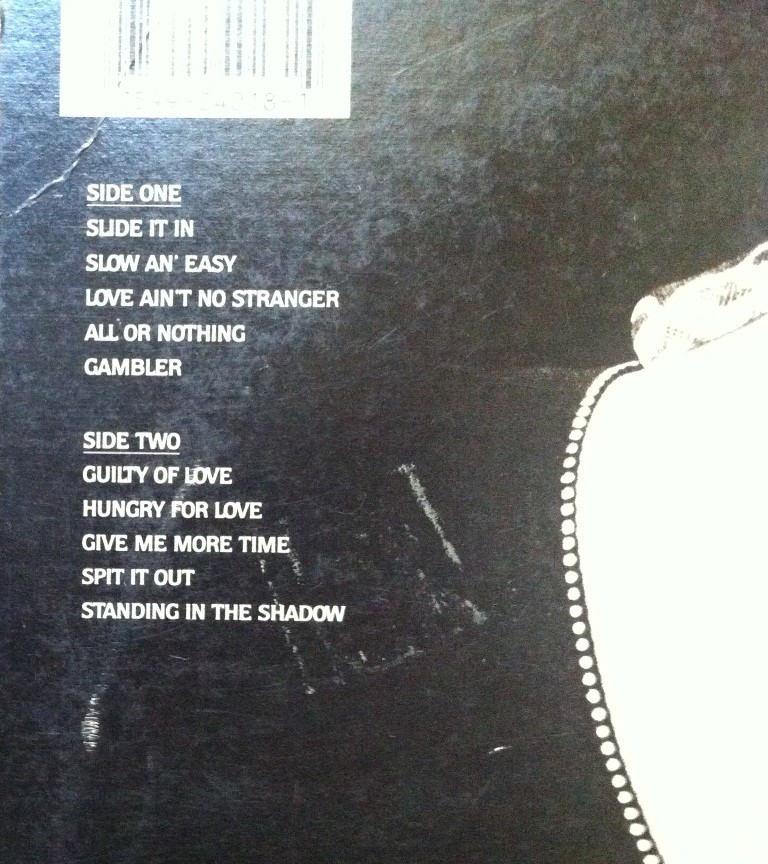 SIDE ONE
SLIDE IT IN
SLOW AN' EASY
LOVE AIN'T NO STRANGER
ALL OR NOTHING
GAMBLER
SIDE TWO
GUILTY OF LOVE
HUNGRY FOR LOVE
GIVE ME MORE TIME
SPIT IT OUT
STANDING IN THE SHADOW